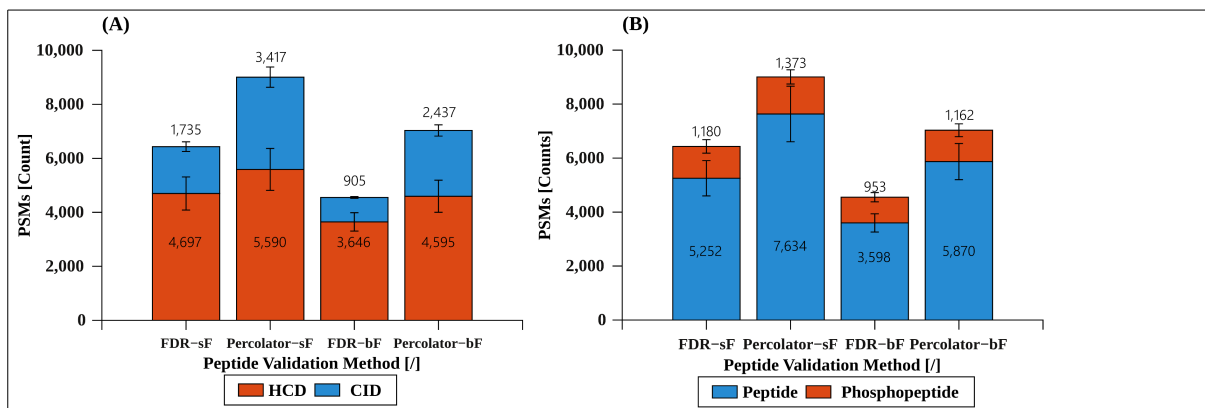 (A)
10,000
8,000
6,000
4,000
2,000
0
PSMs [Count]
1,735
3,417
905
2,437
4,697
5,590
3,646
4,595
FDR−sF
Percolator−sF
FDR−bF
Percolator−bF
Peptide Validation Method [/]
HCD
CID
(B)
10,000
8,000
6,000
4,000
2,000
0
PSMs [Counts]
1,180
1,373
953
1,162
5,252
7,634
3,598
5,870
FDR−sF
Percolator−sF
FDR−bF
Percolator−bF
Peptide Validation Method [/]
Peptide
Phosphopeptide